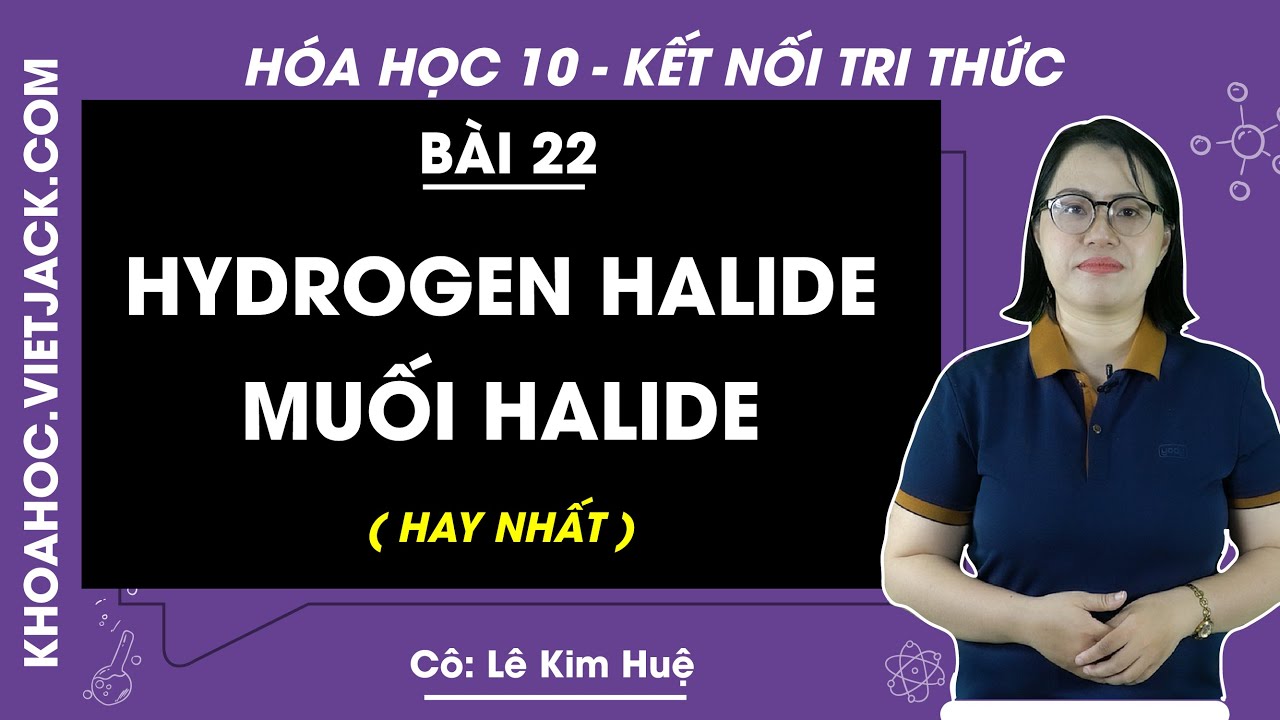 HÓA HỌC 10 - KẾT NỐI TRI THỨC
KHOAHOC.VIETJACK.COM
BÀI 22
HYDROGEN HALIDE
MUỐI HALIDE
( HAY NHẤT )
Cô: Lê Kim Huệ